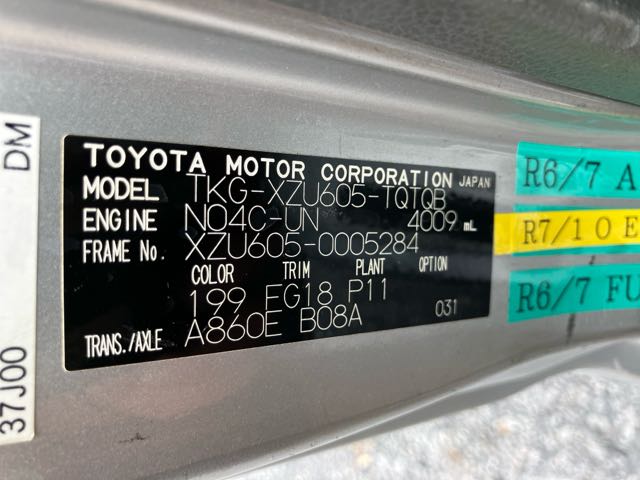 TOYOTA MOTOR CORPORATION JAPAN
MODEL TKG-XZU605-TQTQB
ENGINE N04C-UN 4009 mL
FRAME No. XZU605-0005284
COLOR TRIM PLANT OPTION
199 FG18 P11
TRANS./AXLE A860E B08A 031
37J00 DM
R6/7 A
R7/10 E
R6/7 FU